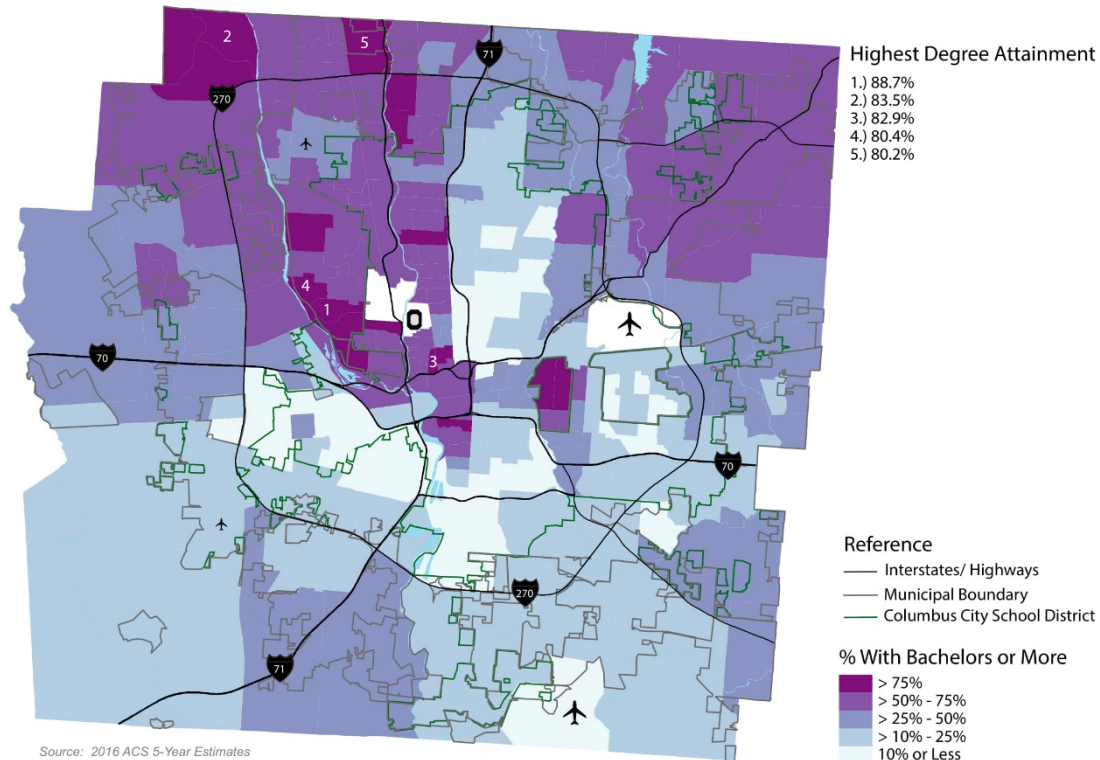 2
5
71
270
Highest Degree Attainment
1.) 88.7%
2.) 83.5%
3.) 82.9%
4.) 80.4%
5.) 80.2%
4
1
3
70
70
270
71
Reference
Interstates/ Highways
Municipal Boundary
Columbus City School District
% With Bachelors or More
> 75%
> 50% - 75%
> 25% - 50%
> 10% - 25%
10% or Less
Source: 2016 ACS 5-Year Estimates